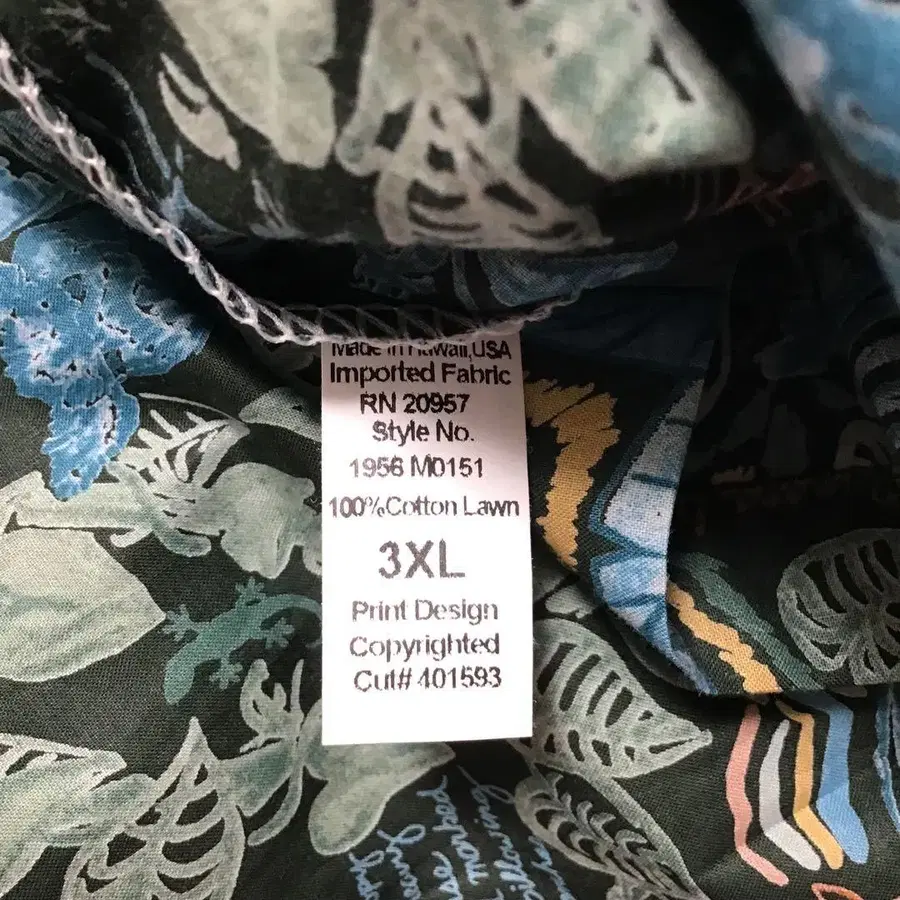 Made in Hawaii,USA
Imported Fabric
RN 20957
Style No.
1956 M0151
100%Cotton Lawn
3XL
Print Design
Copyrighted
Cut# 401593